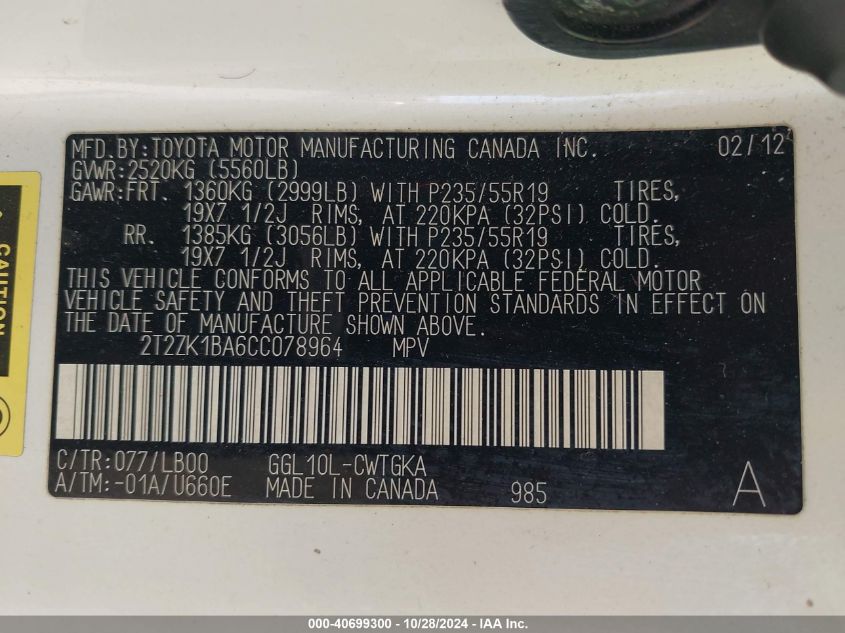 MFD.BY:TOYOTA MOTOR MANUFACTURING CANADA INC. 02/12
GVWR:2520KG (5560LB)
GAWR:FRT. 1360KG (2999LB) WITH P235/55R19 TIRES,
19X7 1/2J RIMS, AT 220KPA (32PSI) COLD.
RR. 1385KG (3056LB) WITH P235/55R19 TIRES,
19X7 1/2J RIMS, AT 220KPA (32PSI) COLD.
THIS VEHICLE CONFORMS TO ALL APPLICABLE FEDERAL MOTOR
VEHICLE SAFETY AND THEFT PREVENTION STANDARDS IN EFFECT ON
THE DATE OF MANUFACTURE SHOWN ABOVE.
2T2ZK1BA6CC078964 MPV
C/TR:077/LB00 GGL10L-CWTGKA
A/TM:-01A/U660E MADE IN CANADA 985 A
CAUTION
000-40699300 - 10/28/2024 - IAA Inc.